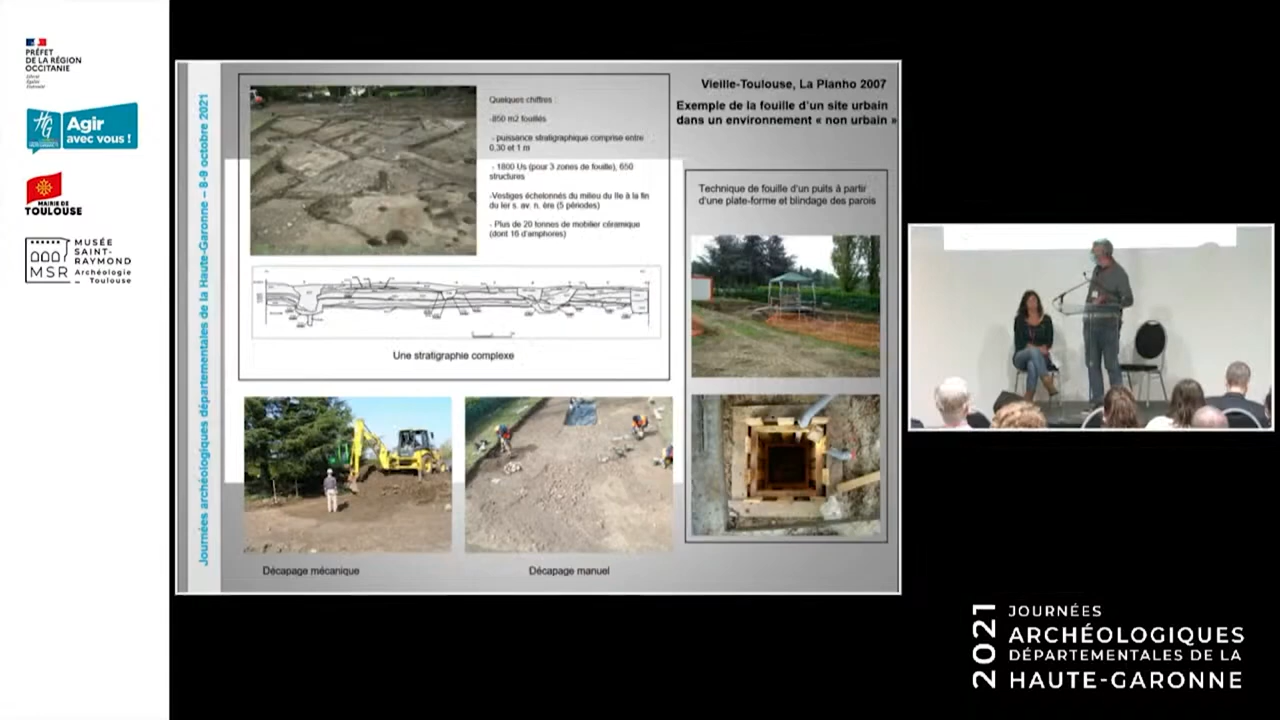 PRÉFET
DE LA RÉGION
OCCITANIE
Liberté
Égalité
Fraternité
HG
Agir
avec vous !
MAIRIE DE
TOULOUSE
MSR
MUSÉE
SAINT-
RAYMOND
Archéologie
Toulouse
Journées archéologiques départementales de la Haute-Garonne – 8-9 octobre 2021
Quelques chiffres :
-850 m2 fouillés
- puissance stratigraphique comprise entre
0,30 et 1 m
- 1800 Us (pour 3 zones de fouille), 650
structures
-Vestiges échelonnés du milieu du IIe à la fin
du Ier s. av. n. ère (5 périodes)
- Plus de 20 tonnes de mobilier céramique
(dont 16 d'amphores)
Une stratigraphie complexe
Vieille-Toulouse, La Planho 2007
Exemple de la fouille d'un site urbain
dans un environnement « non urbain »
Technique de fouille d'un puits à partir
d'une plate-forme et blindage des parois
Décapage mécanique
Décapage manuel
2021
JOURNÉES
ARCHÉOLOGIQUES
DÉPARTEMENTALES DE LA
HAUTE-GARONNE